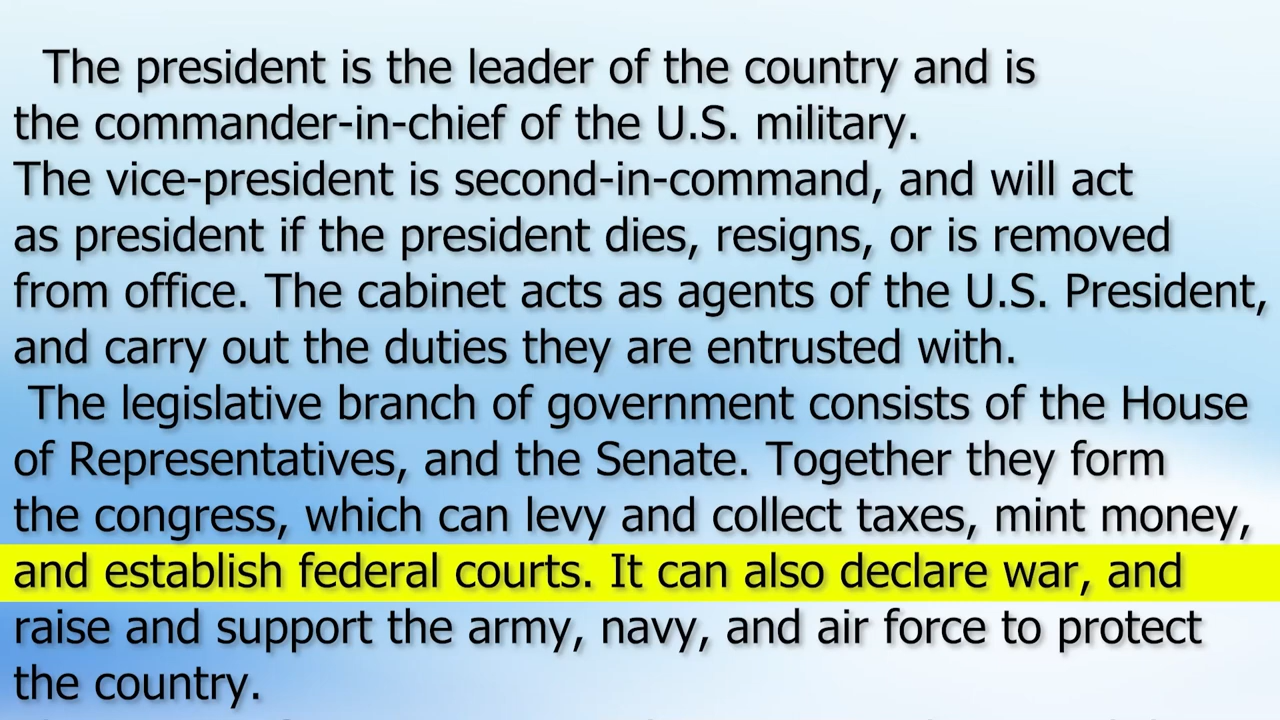 The president is the leader of the country and is
the commander-in-chief of the U.S. military.
The vice-president is second-in-command, and will act
as president if the president dies, resigns, or is removed
from office. The cabinet acts as agents of the U.S. President,
and carry out the duties they are entrusted with.
The legislative branch of government consists of the House
of Representatives, and the Senate. Together they form
the congress, which can levy and collect taxes, mint money,
and establish federal courts. It can also declare war, and
raise and support the army, navy, and air force to protect
the country.